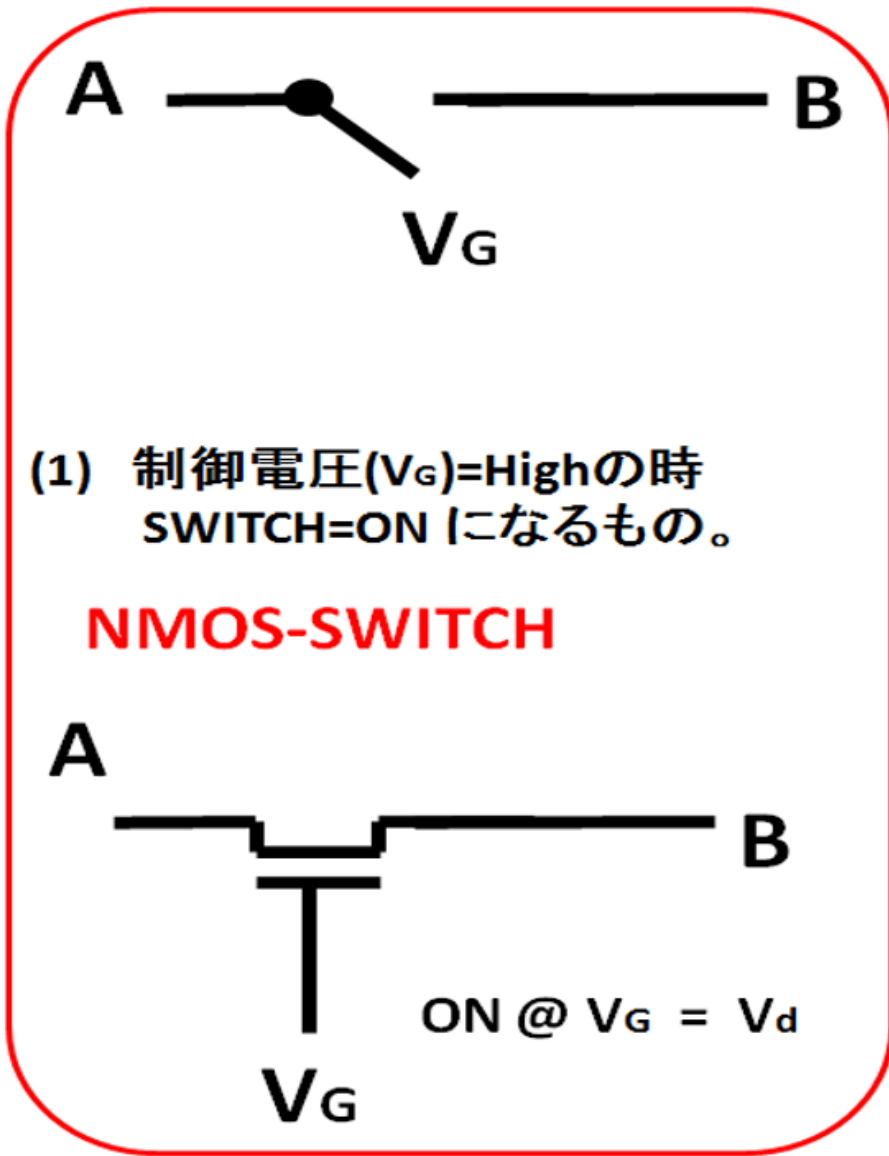 A B
VG
(1) 制御電圧(VG)=Highの時
SWITCH=ON になるもの。
NMOS-SWITCH
A
B
ON @ VG = Vd
VG